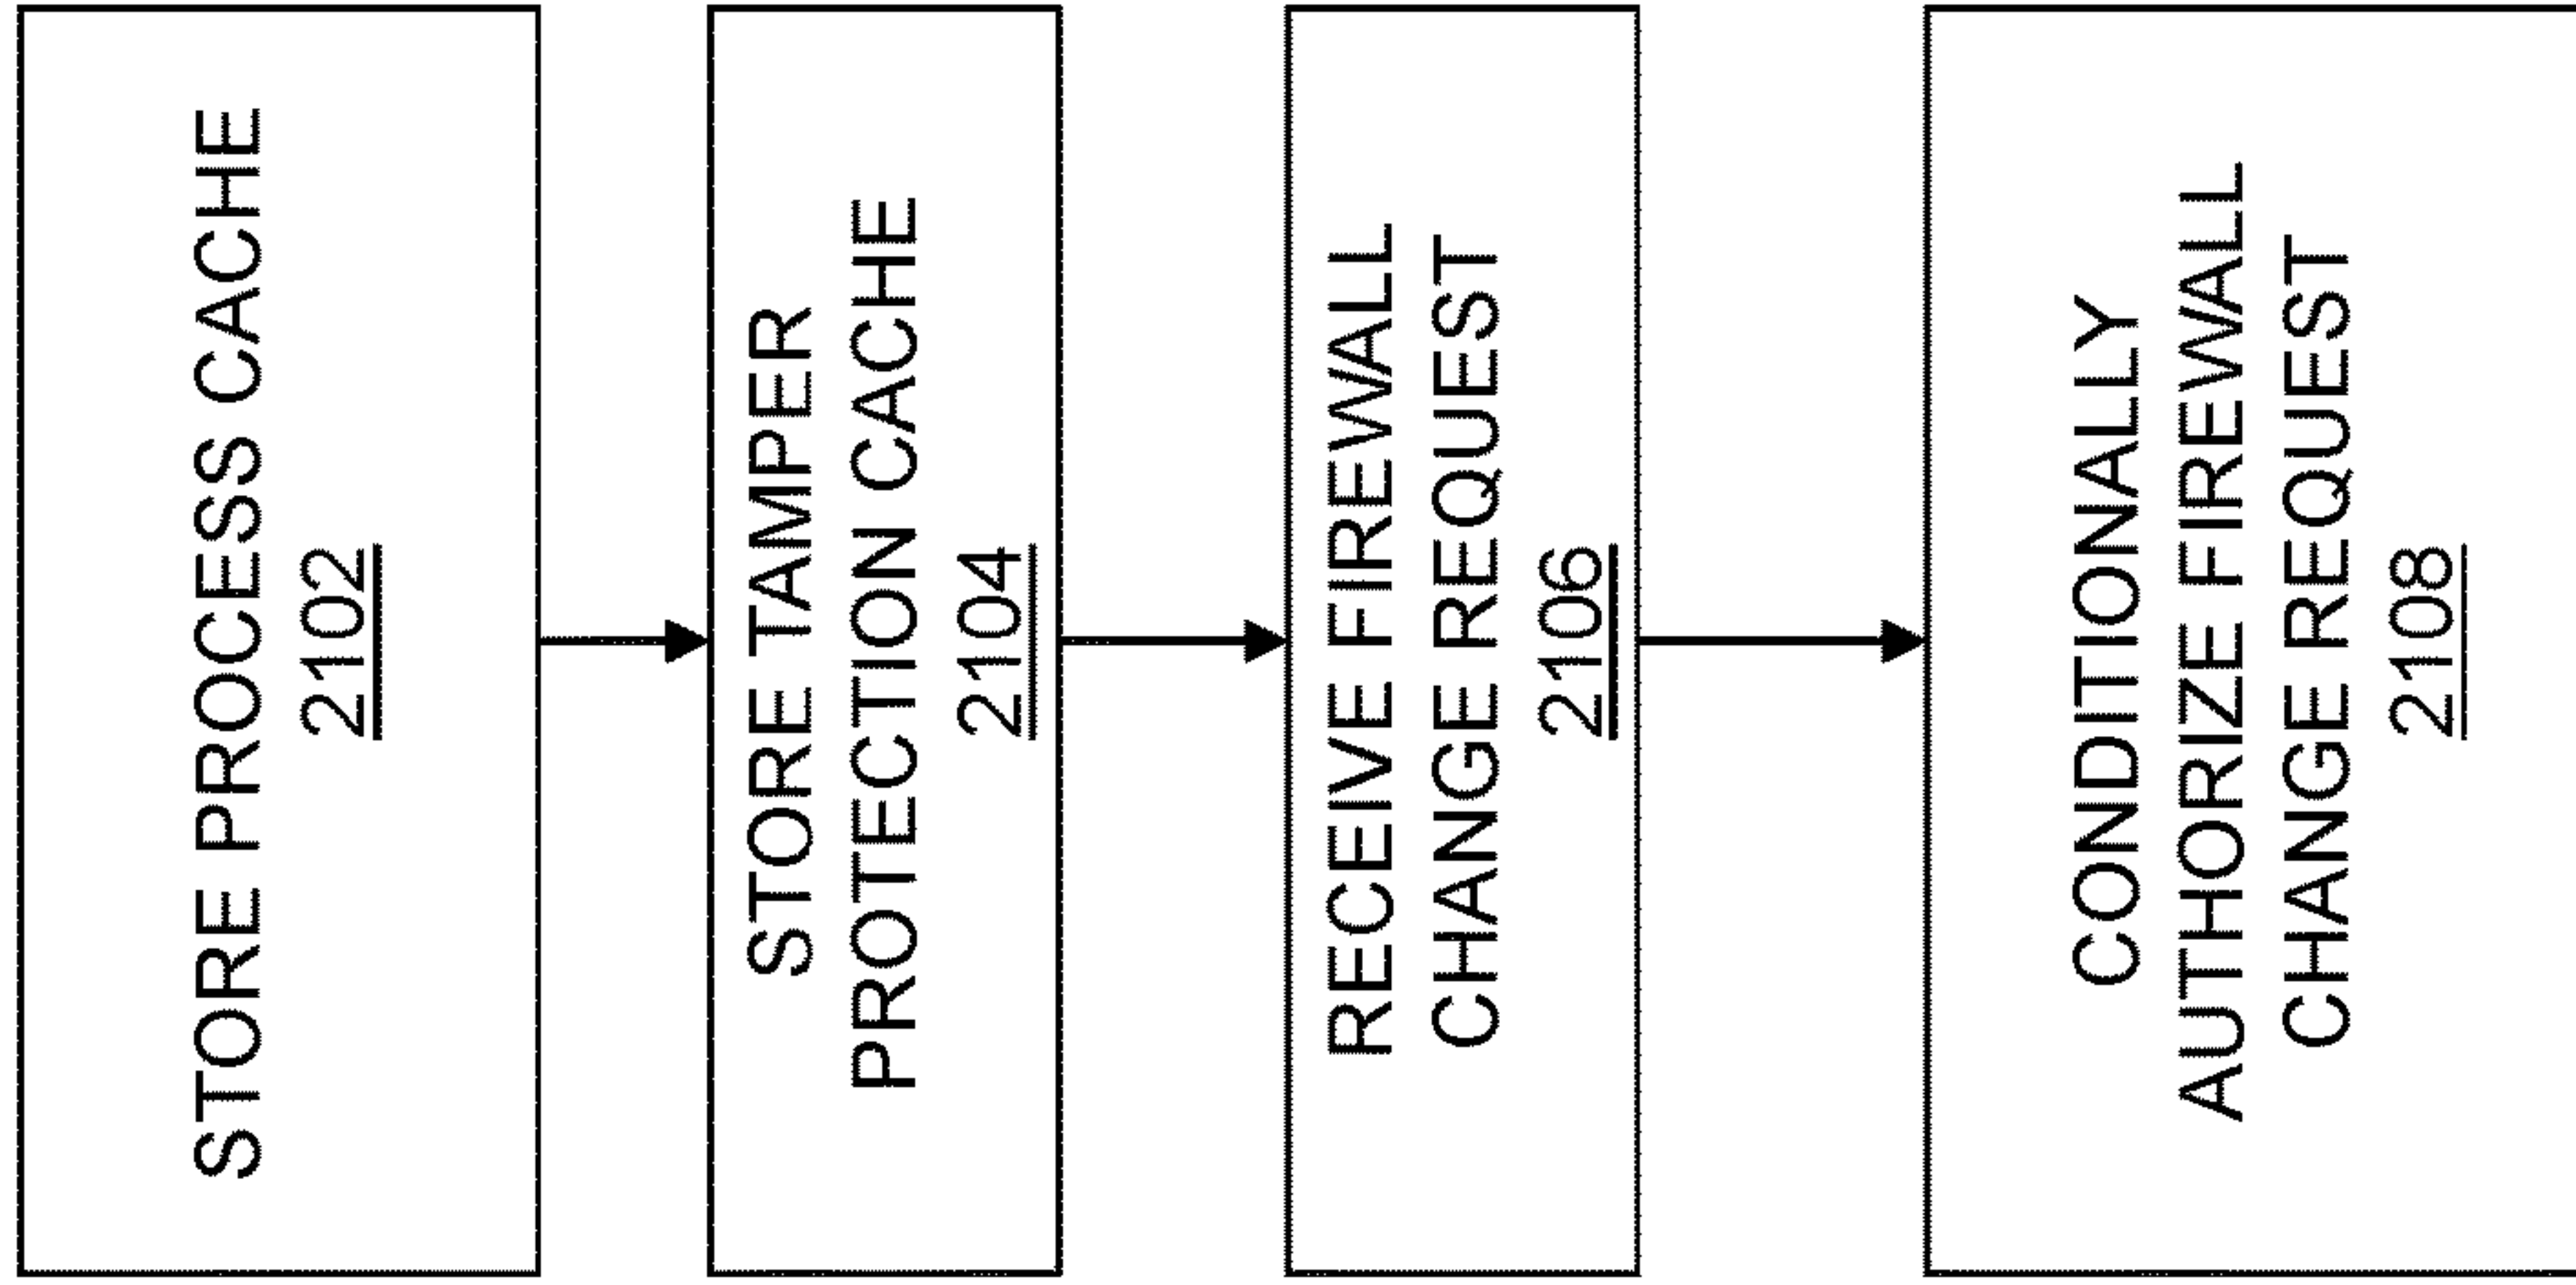 STORE PROCESS CACHE
2102
STORE TAMPER
PROTECTION CACHE
2104
RECEIVE FIREWALL
CHANGE REQUEST
2106
CONDITIONALLY
AUTHORIZE FIREWALL
CHANGE REQUEST
2108